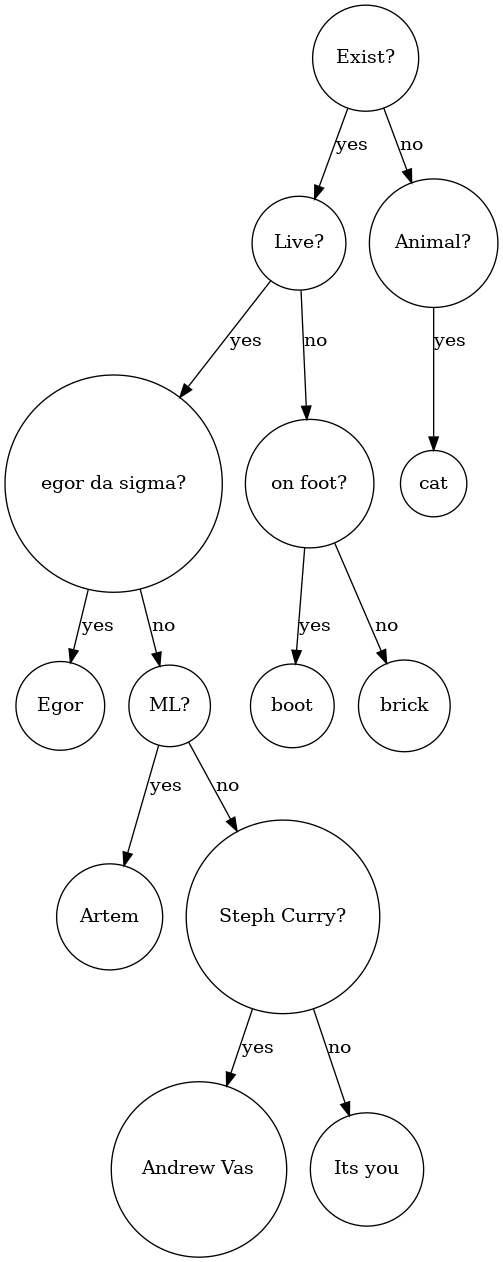 Exist?
yes
no
Live?
Animal?
yes
no
yes
egor da sigma?
on foot?
cat
yes
no
yes
no
Egor
ML?
boot
brick
yes
no
Artem
Steph Curry?
yes
no
Andrew Vas
Its you